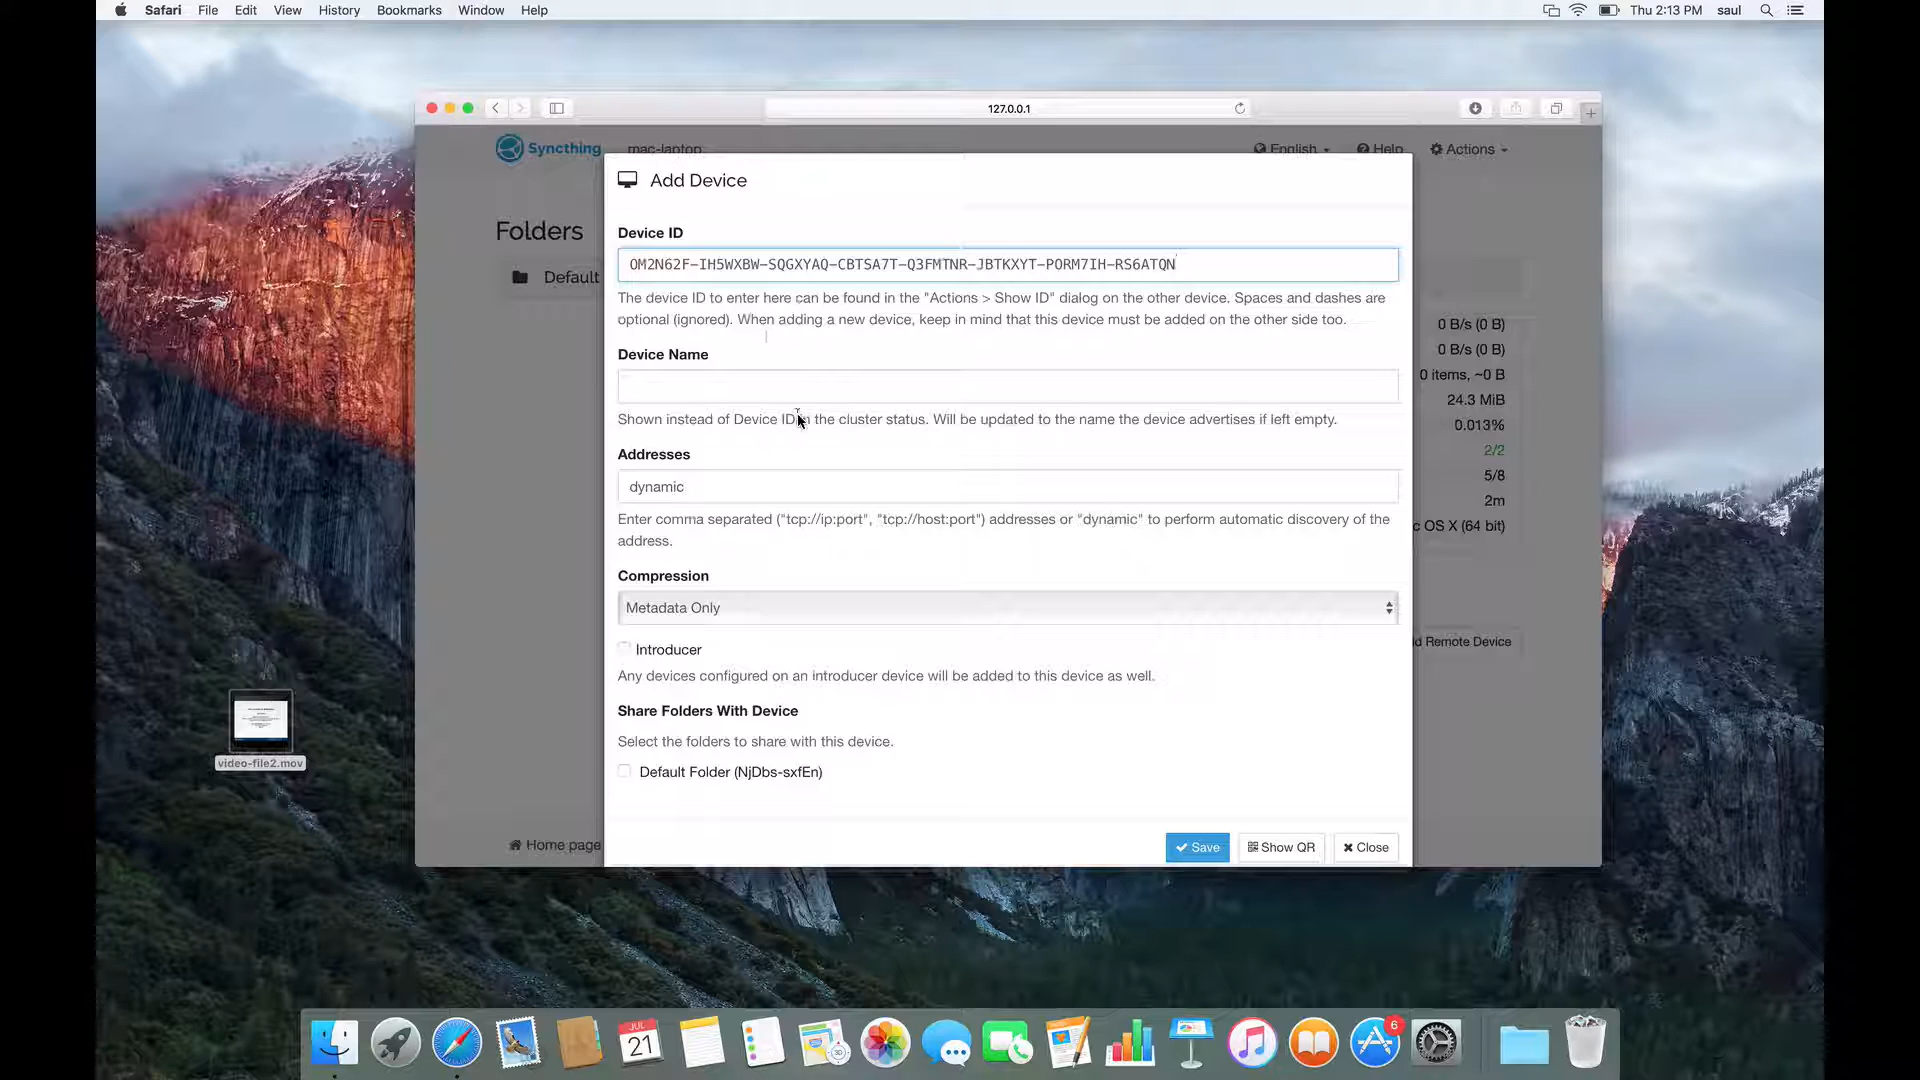 Safari File Edit View History Bookmarks Window Help Thu 2:13 PM saul
127.0.0.1
Syncthing mac-laptop English Help Actions
Add Device
Folders
Default
Device ID
OM2N62F-IH5WXBW-SQGXYAQ-CBTSA7T-Q3FMTNR-JBTKXYT-PORM7IH-RS6ATQN
The device ID to enter here can be found in the "Actions > Show ID" dialog on the other device. Spaces and dashes are
optional (ignored). When adding a new device, keep in mind that this device must be added on the other side too.
Device Name
Shown instead of Device ID in the cluster status. Will be updated to the name the device advertises if left empty.
Addresses
dynamic
Enter comma separated ("tcp://ip:port", "tcp://host:port") addresses or "dynamic" to perform automatic discovery of the
address.
Compression
Metadata Only
Introducer
Any devices configured on an introducer device will be added to this device as well.
Share Folders With Device
Select the folders to share with this device.
Default Folder (NjDbs-sxfEn)
Save Show QR Close
0 B/s (0 B)
0 B/s (0 B)
0 items, ~0 B
24.3 MiB
0.013%
2/2
5/8
2m
c OS X (64 bit)
d Remote Device
Home page
video-file2.mov
JUL
21
3D
6